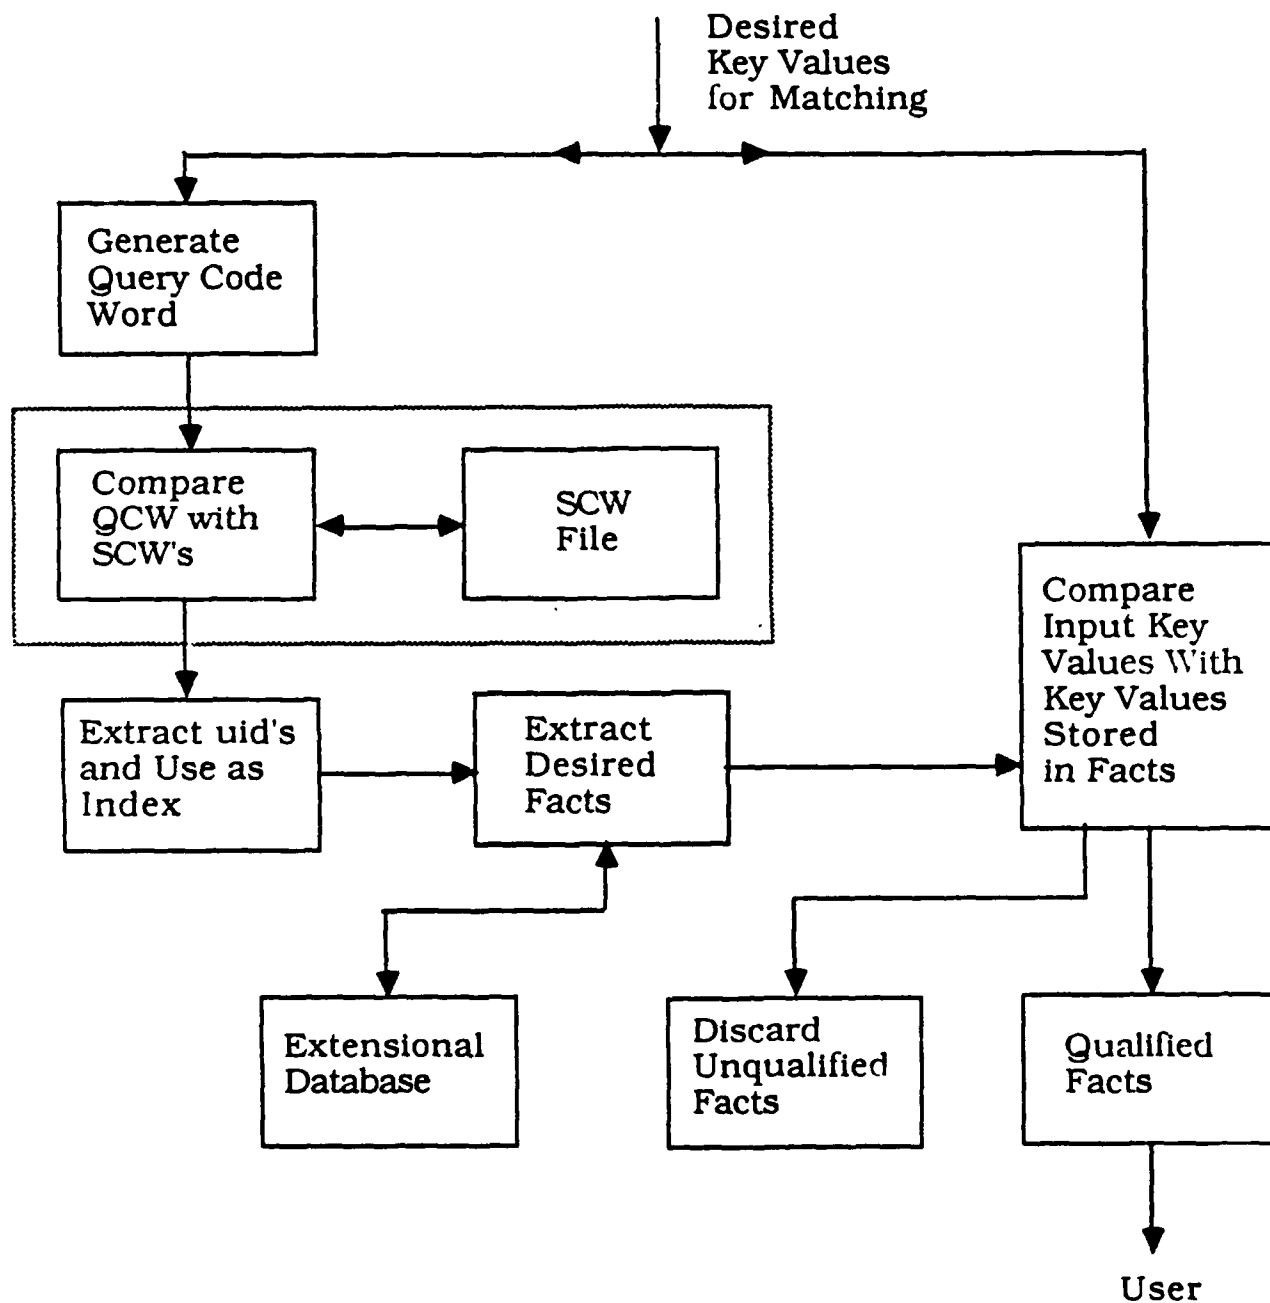 Desired
Key Values
for Matching
Generate
Query Code
Word
Compare
QCW with
SCW's
SCW
File
Compare
Input Key
Values With
Key Values
Stored
in Facts
Extract uid's
and Use as
Index
Extract
Desired
Facts
Extensional
Database
Discard
Unqualified
Facts
Qualified
Facts
User